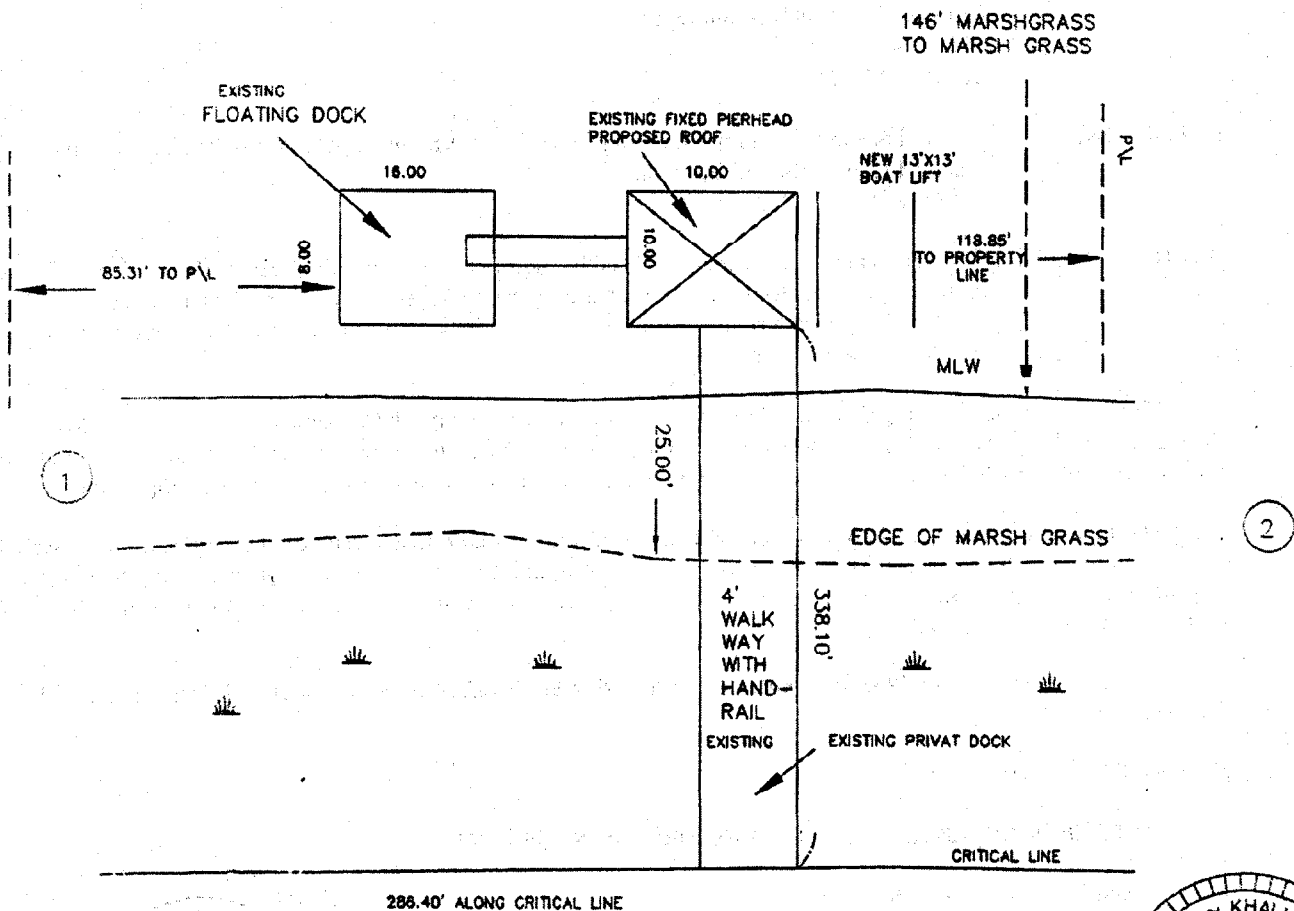 146' MARSHGRASS
TO MARSH GRASS
EXISTING
FLOATING DOCK
EXISTING FIXED PIERHEAD
PROPOSED ROOF
P\L
16.00
10.00
NEW 13'X13'
BOAT LIFT
85.31' TO P\L
8.00
10.00
118.85'
TO PROPERTY
LINE
MLW
25.00'
1
2
EDGE OF MARSH GRASS
4'
WALK
WAY
WITH
HAND-
RAIL
338.10'
EXISTING
EXISTING PRIVAT DOCK
CRITICAL LINE
286.40' ALONG CRITICAL LINE